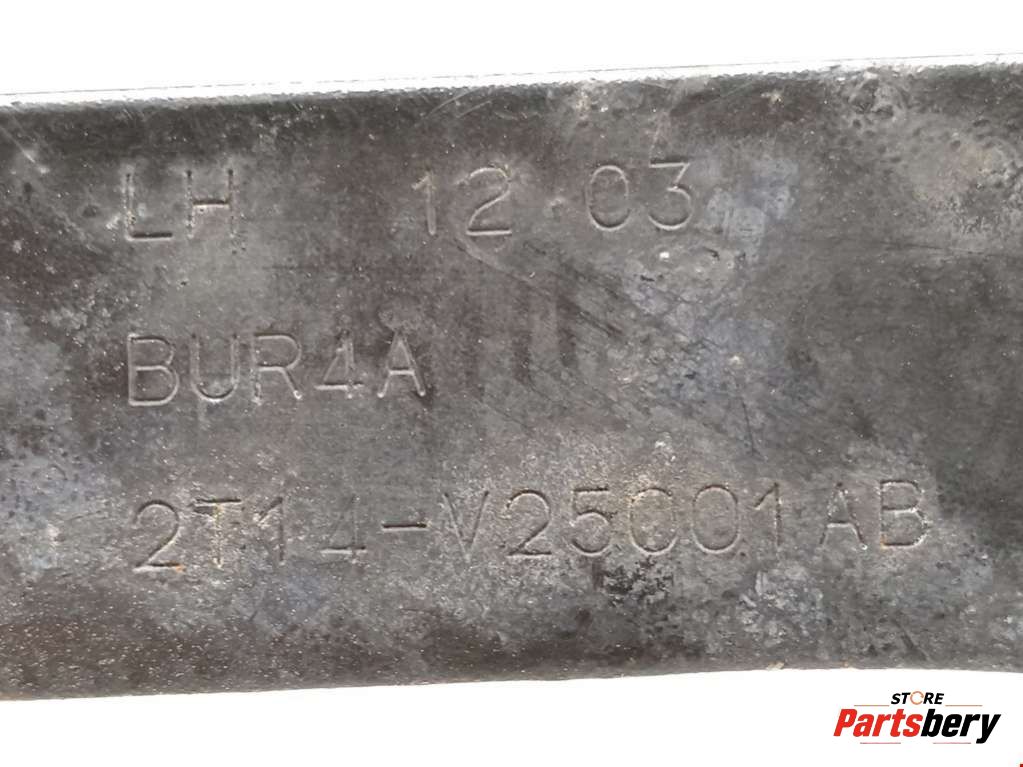 LH 12 03
BUR4A
2T14-V25001AB
STORE
Partsbery